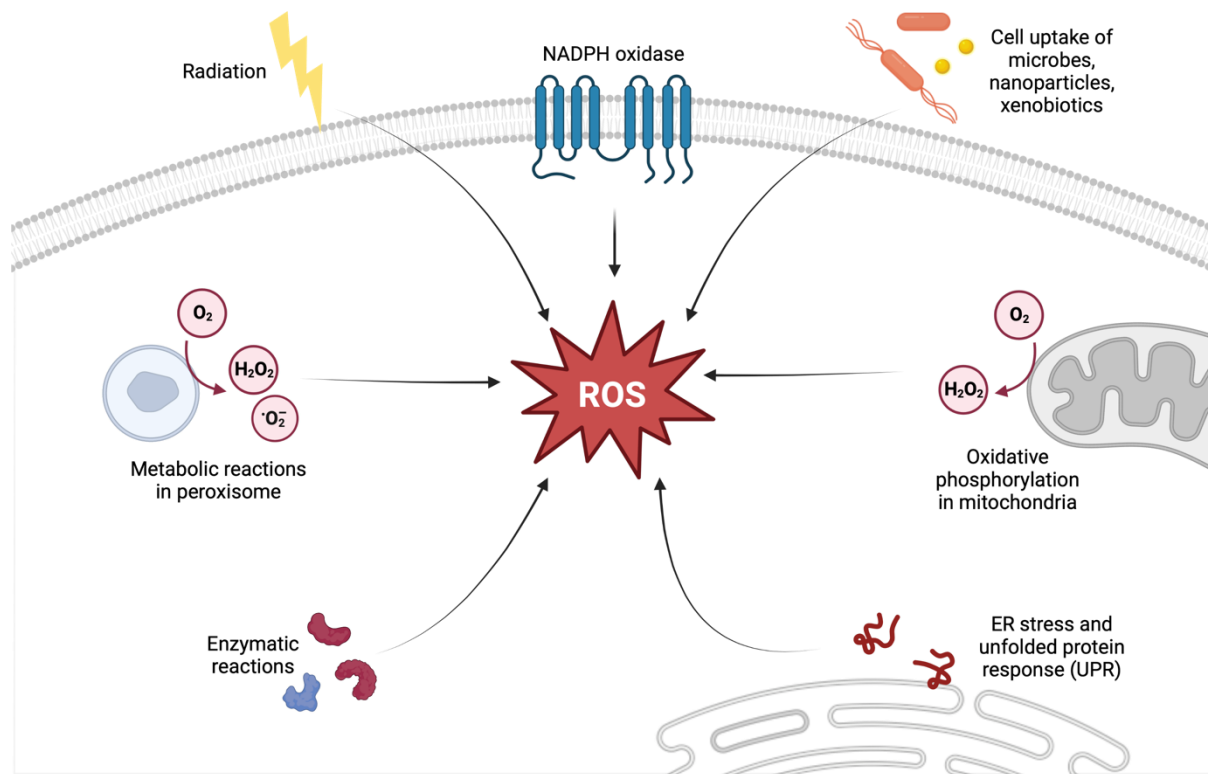 Radiation
NADPH oxidase
Cell uptake of
microbes,
nanoparticles,
xenobiotics
O₂
H₂O₂
·O₂⁻
Metabolic reactions
in peroxisome
ROS
O₂
H₂O₂
Oxidative
phosphorylation
in mitochondria
Enzymatic
reactions
ER stress and
unfolded protein
response (UPR)